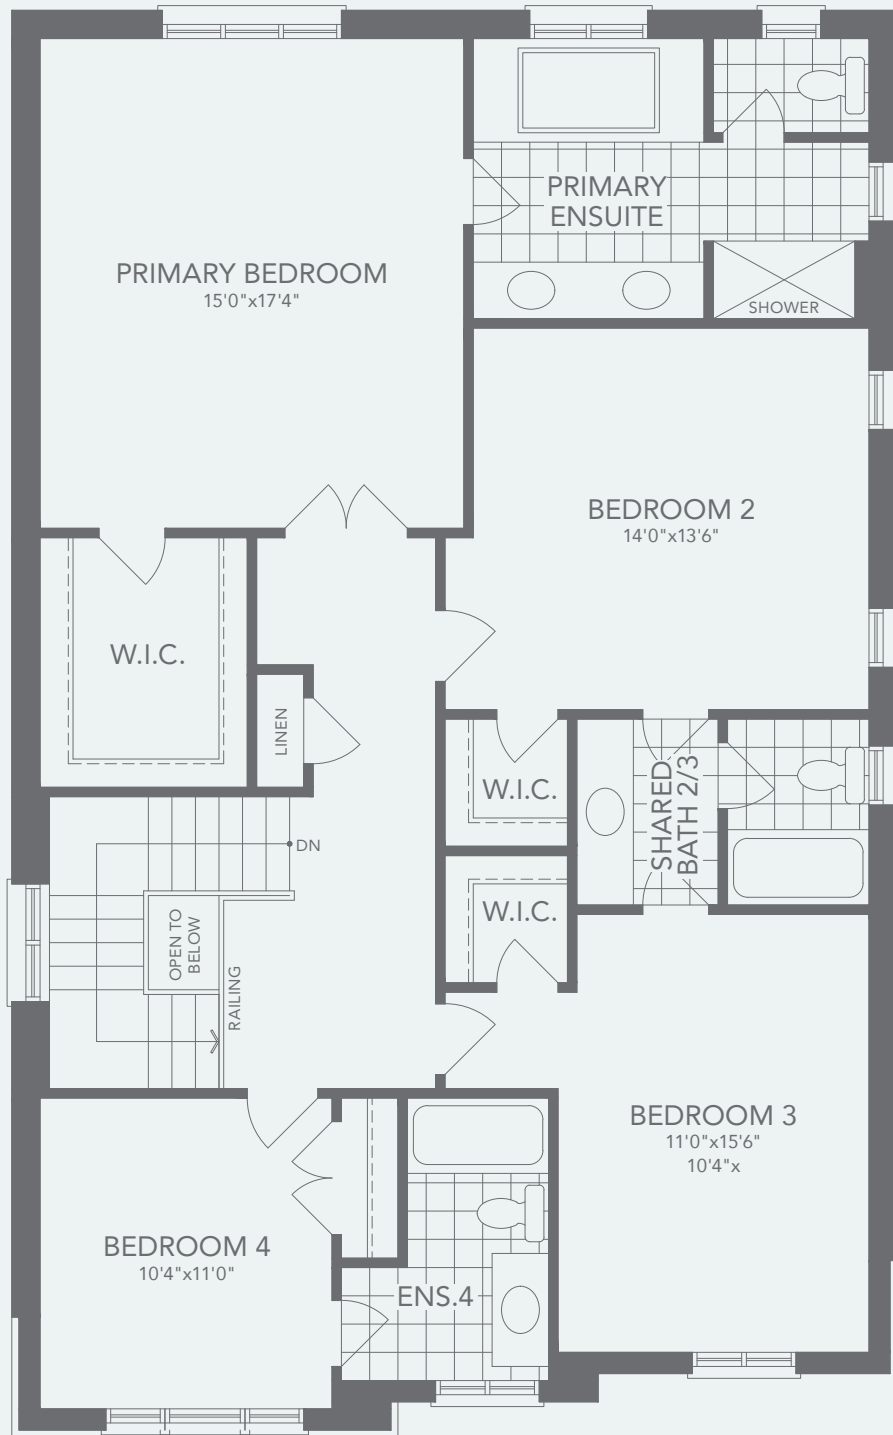 PRIMARY
ENSUITE
PRIMARY BEDROOM
15'0"x17'4"
SHOWER
BEDROOM 2
14'0"x13'6"
W.I.C.
LINEN
W.I.C.
SHARED
BATH 2/3
DN
W.I.C.
OPEN TO
BELOW
RAILING
BEDROOM 3
11'0"x15'6"
10'4"x
BEDROOM 4
10'4"x11'0"
ENS.4